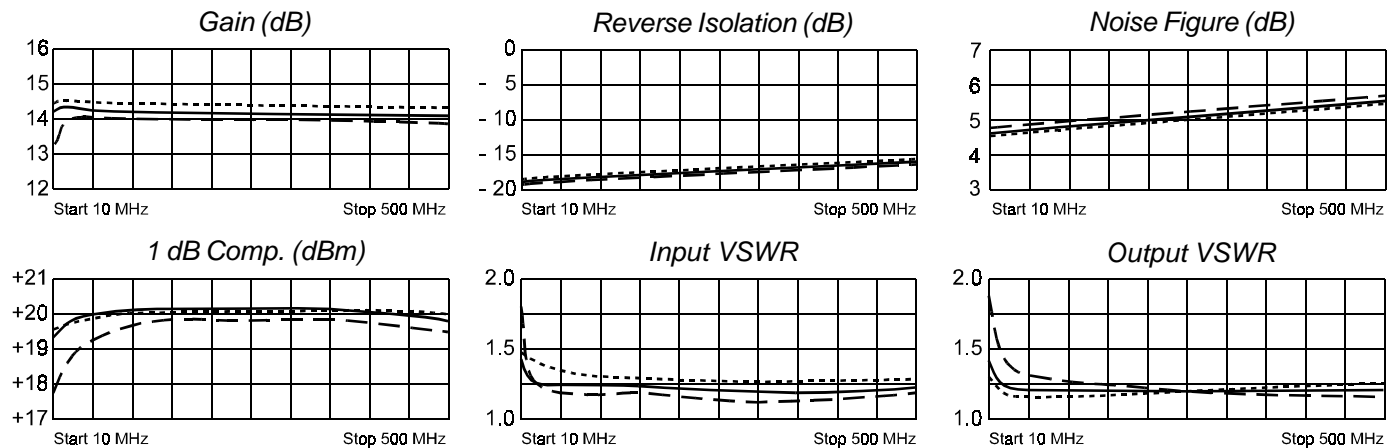 Gain (dB)
16
15
14
13
12
Start 10 MHz
Stop 500 MHz
Reverse Isolation (dB)
0
- 5
- 10
- 15
- 20
Start 10 MHz
Stop 500 MHz
Noise Figure (dB)
7
6
5
4
3
Start 10 MHz
Stop 500 MHz
1 dB Comp. (dBm)
+21
+20
+19
+18
+17
Start 10 MHz
Stop 500 MHz
Input VSWR
2.0
1.5
1.0
Start 10 MHz
Stop 500 MHz
Output VSWR
2.0
1.5
1.0
Start 10 MHz
Stop 500 MHz